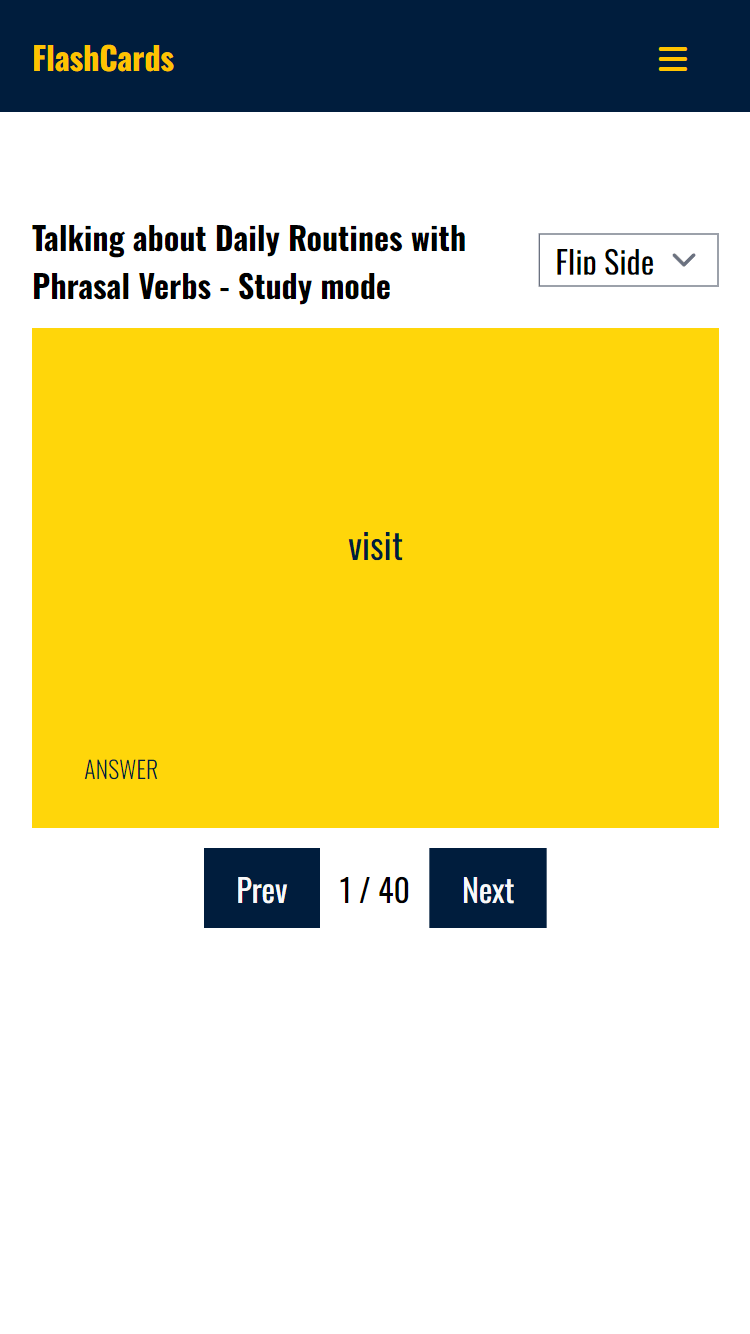 FlashCards
Talking about Daily Routines with
Phrasal Verbs - Study mode
Flip Side
visit
ANSWER
Prev
1 / 40
Next